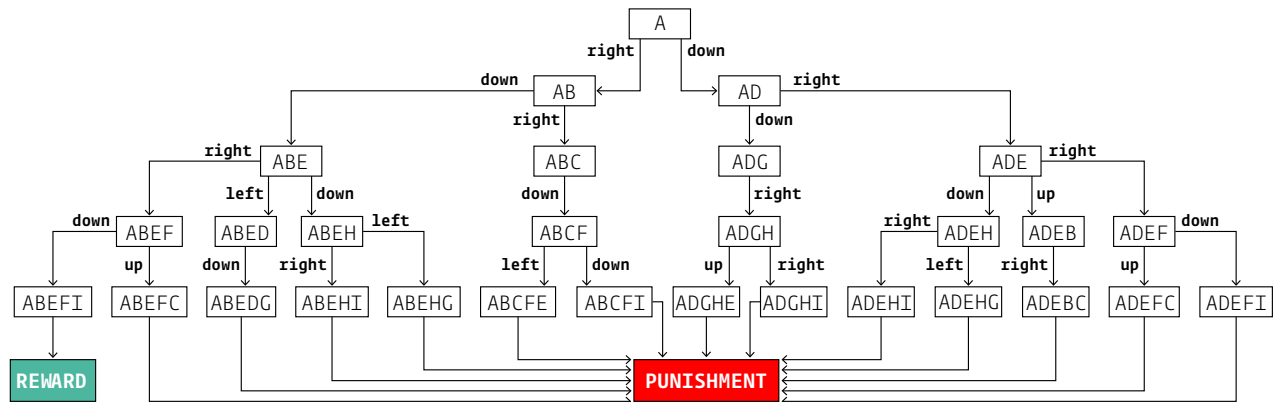 A
right down
down AB AD right
right down
right ABE ABC ADG ADE right
left down down right down up
down ABEF ABED ABEH left ABCF ADGH right ADEH ADEB ADEF down
up down right left down up right left right up
ABEFI ABEFC ABEDG ABEHI ABEHG ABCFE ABCFI ADGHE ADGHI ADEHI ADEHG ADEBC ADEFC ADEFI
REWARD PUNISHMENT